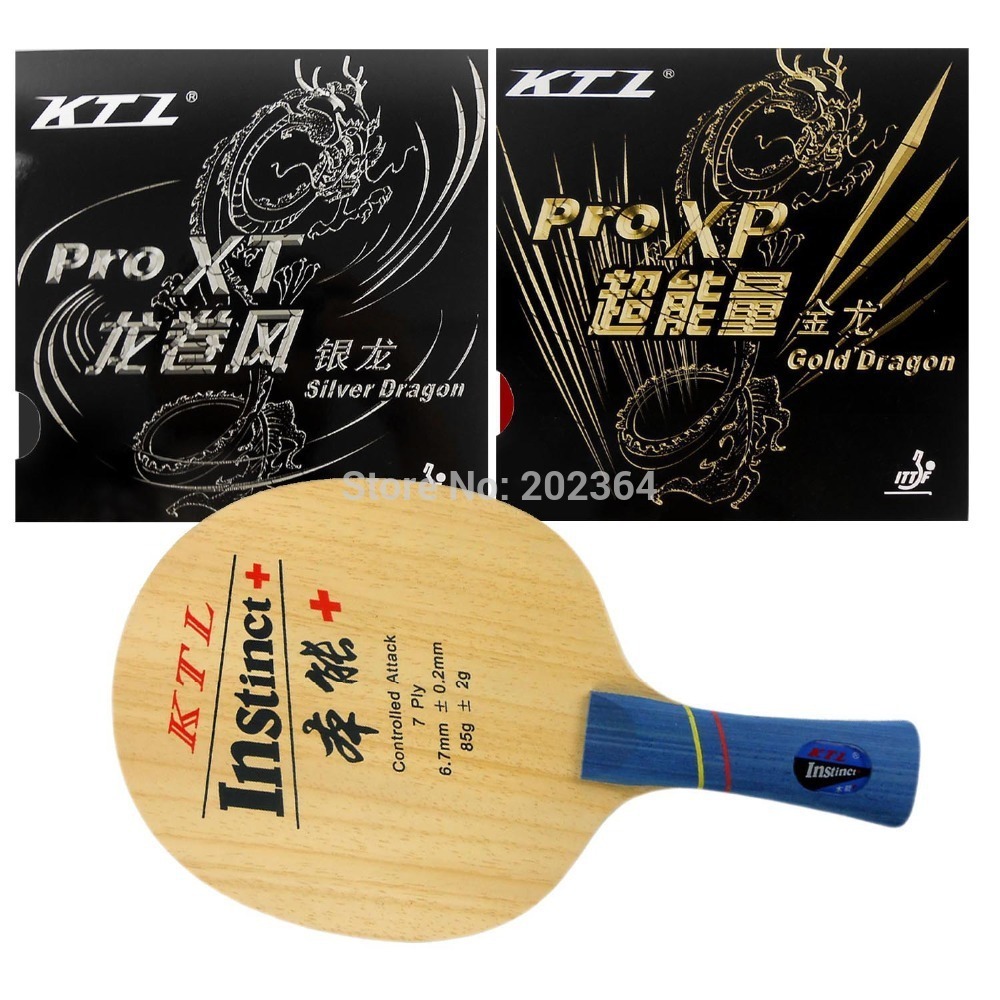 KTL®
Pro XT
龙卷风 银龙
Silver Dragon
KTL®
Pro XP
超能量 金龙
Gold Dragon
ITTF
Store No: 202364
KTL
Instinct+
本能+
Controlled Attack
7 Ply
6.7mm ± 0.2mm
85g ± 2g
KTL
Instinct